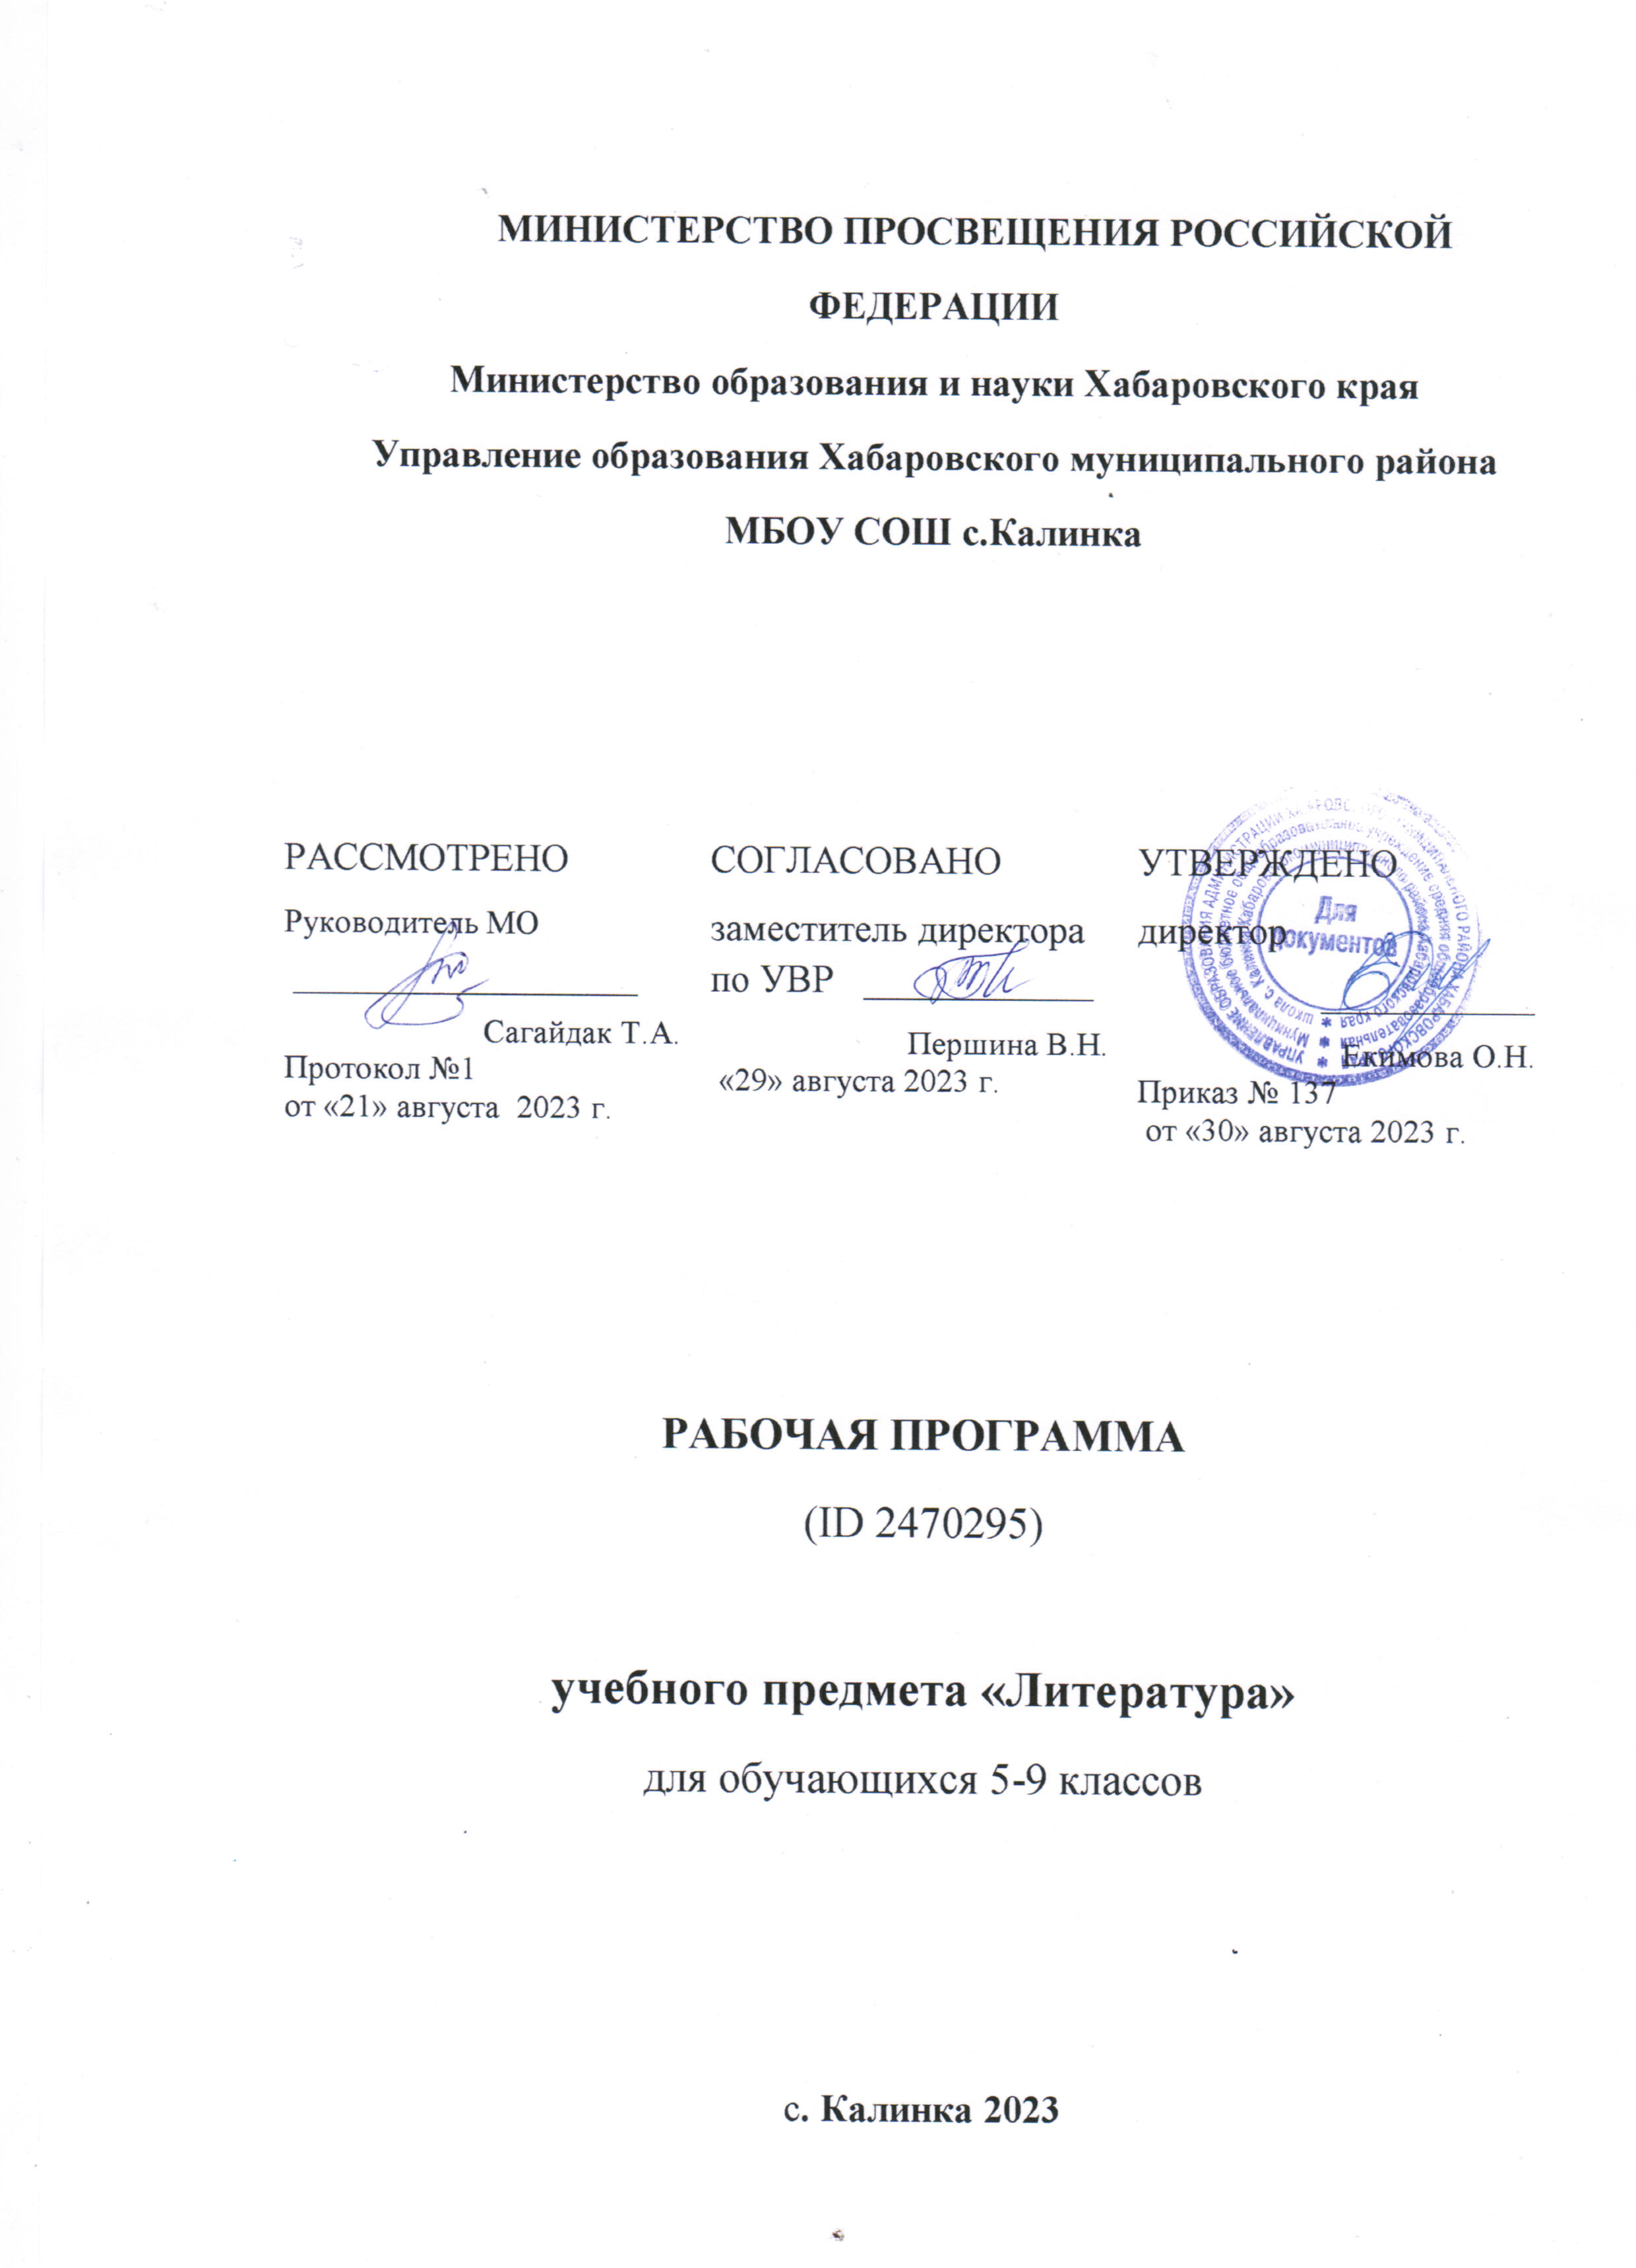 МИНИСТЕРСТВО ПРОСВЕЩЕНИЯ РОССИЙСКОЙ
ФЕДЕРАЦИИ
Министерство образования и науки Хабаровского края
Управление образования Хабаровского муниципального района
МБОУ СОШ с.Калинка
РАССМОТРЕНО
Руководитель МО
Сагайдак Т.А.
Протокол №1
от «21» августа 2023 г.
СОГЛАСОВАНО
заместитель директора
по УВР
Першина В.Н.
«29» августа 2023 г.
УТВЕРЖДЕНО
директор
Екимова О.Н.
Приказ № 137
от «30» августа 2023 г.
Для
документов
РАБОЧАЯ ПРОГРАММА
(ID 2470295)
учебного предмета «Литература»
для обучающихся 5-9 классов
с. Калинка 2023